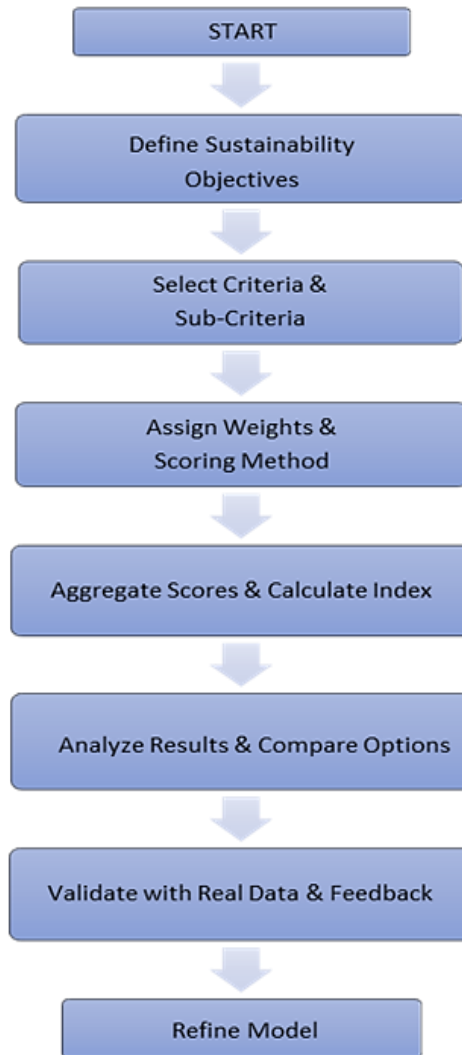 START
Define Sustainability
Objectives
Select Criteria &
Sub-Criteria
Assign Weights &
Scoring Method
Aggregate Scores & Calculate Index
Analyze Results & Compare Options
Validate with Real Data & Feedback
Refine Model